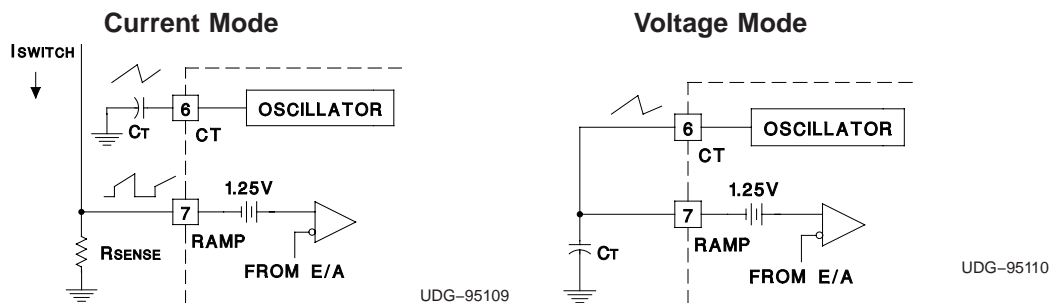 Current Mode
ISWITCH
6
OSCILLATOR
CT
CT
1.25V
7
RAMP
RSENSE
FROM E/A
UDG–95109
Voltage Mode
6
OSCILLATOR
CT
1.25V
7
CT
RAMP
FROM E/A
UDG–95110